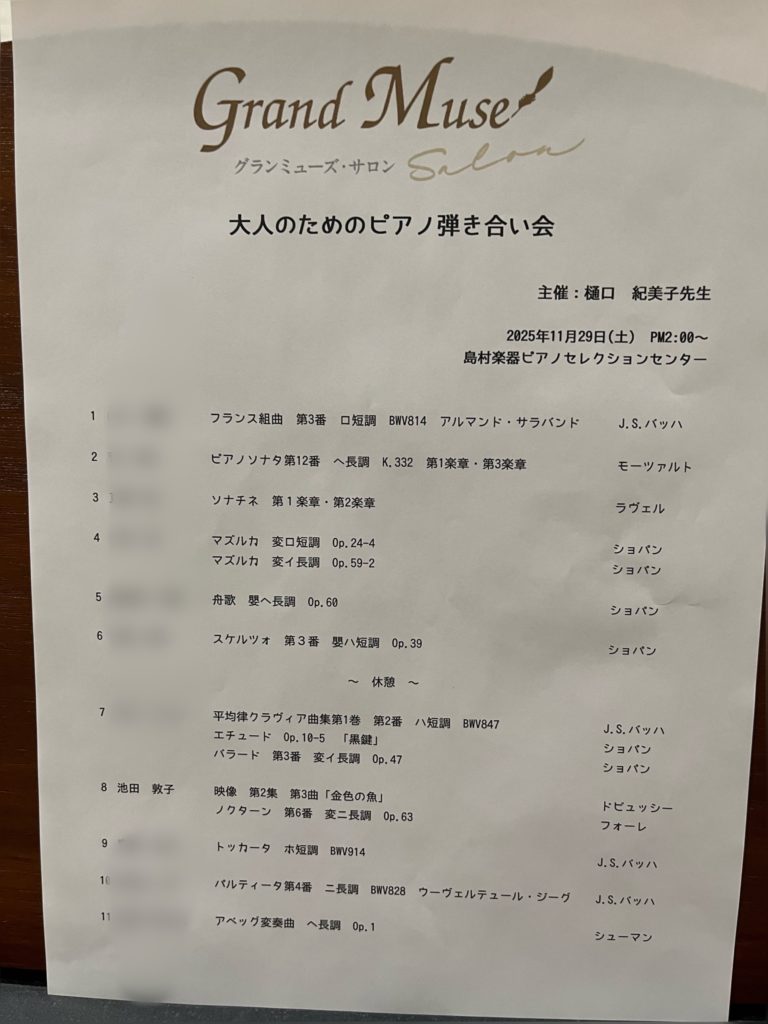 Grand Muse
グランミューズ・サロン Salon
大人のためのピアノ弾き合い会
主催：樋口　紀美子先生
2025年11月29日(土)　PM2:00～
島村楽器ピアノセレクションセンター
1　フランス組曲　第3番　ロ短調　BWV814　アルマンド・サラバンド　J.S.バッハ
2　ピアノソナタ第12番　ヘ長調　K.332　第1楽章・第3楽章　モーツァルト
3　ソナチネ　第１楽章・第2楽章　ラヴェル
4　マズルカ　変ロ短調　Op.24-4　ショパン
マズルカ　変イ長調　Op.59-2　ショパン
5　舟歌　嬰ヘ長調　Op.60　ショパン
6　スケルツォ　第３番　嬰ハ短調　Op.39　ショパン
～　休憩　～
7　平均律クラヴィア曲集第1巻　第2番　ハ短調　BWV847　J.S.バッハ
エチュード　Op.10-5　「黒鍵」　ショパン
バラード　第3番　変イ長調　Op.47　ショパン
8　池田　敦子　映像　第2集　第3曲「金色の魚」　ドビュッシー
ノクターン　第6番　変ニ長調　Op.63　フォーレ
9　トッカータ　ホ短調　BWV914　J.S.バッハ
10　パルティータ第4番　ニ長調　BWV828　ウーヴェルテュール・ジーグ　J.S.バッハ
11　アベッグ変奏曲　ヘ長調　Op.1　シューマン